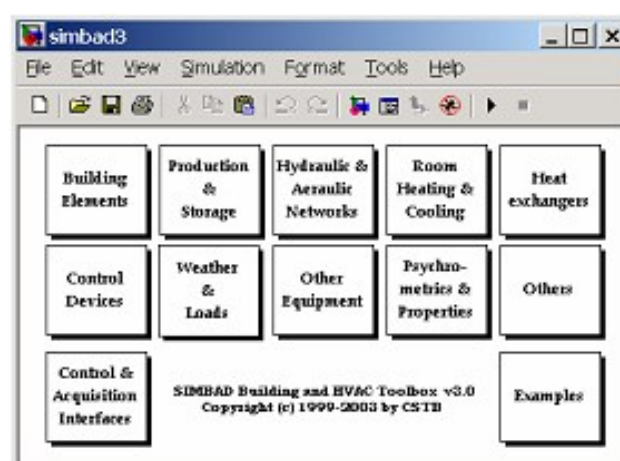 simbad3
File Edit View Simulation Format Tools Help
Building
Elements
Production
&
Storage
Hydraulic &
Aeraulic
Networks
Room
Heating &
Cooling
Heat
exchangers
Control
Devices
Weather
&
Loads
Other
Equipment
Psychro-
metrics &
Properties
Others
Control &
Acquisition
Interfaces
SIMBAD Building and HVAC Toolbox v3.0
Copyright (c) 1999-2003 by CSTB
Examples